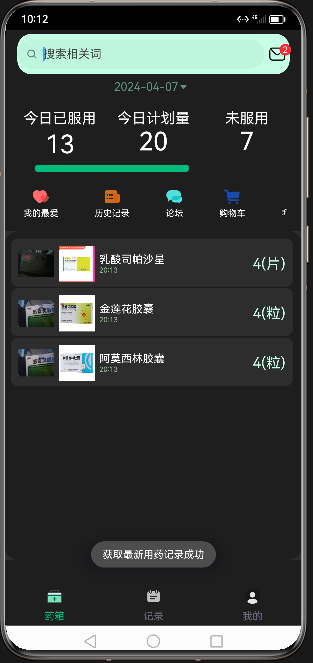 10:12
搜索相关词
2
2024-04-07
今日已服用 今日计划量 未服用
13 20 7
我的最爱 历史记录 论坛 购物车
乳酸司帕沙星
20:13
4(片)
金莲花胶囊
20:13
4(粒)
阿莫西林胶囊
20:13
4(粒)
获取最新用药记录成功
药箱 记录 我的